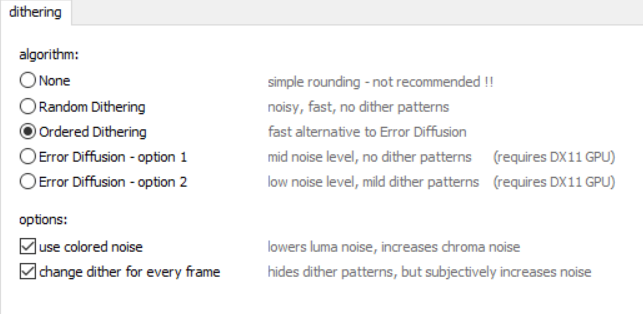 dithering
algorithm:
None simple rounding - not recommended !!
Random Dithering noisy, fast, no dither patterns
Ordered Dithering fast alternative to Error Diffusion
Error Diffusion - option 1 mid noise level, no dither patterns (requires DX11 GPU)
Error Diffusion - option 2 low noise level, mild dither patterns (requires DX11 GPU)
options:
use colored noise lowers luma noise, increases chroma noise
change dither for every frame hides dither patterns, but subjectively increases noise